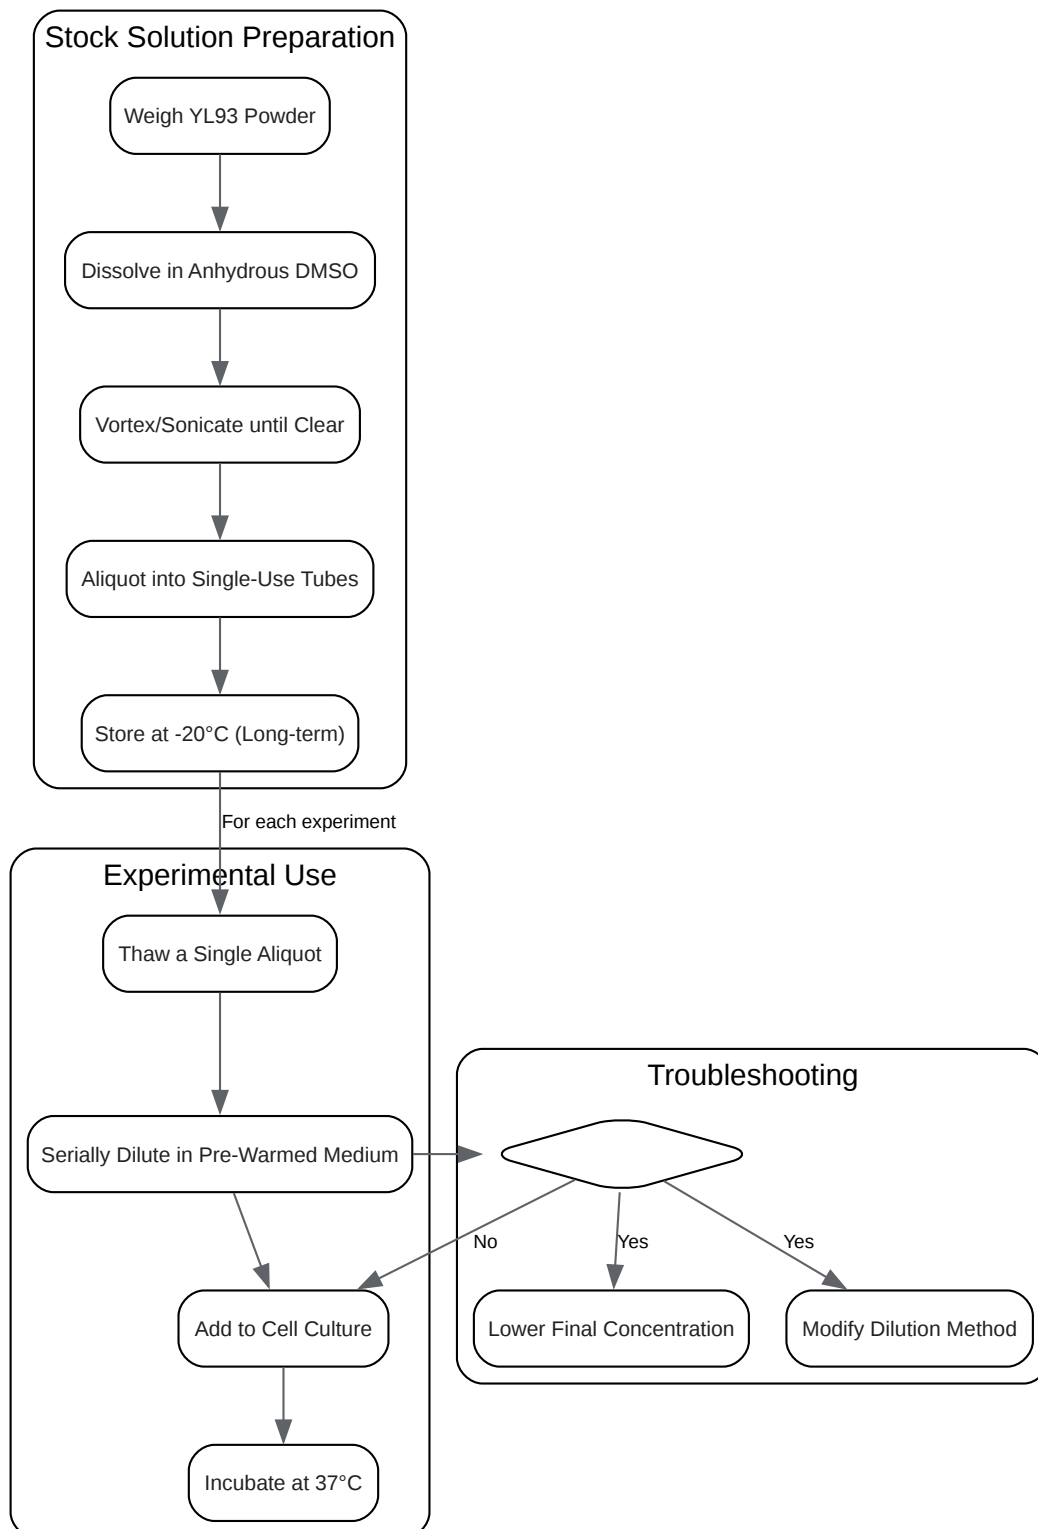 Stock Solution Preparation
Weigh YL93 Powder
Dissolve in Anhydrous DMSO
Vortex/Sonicate until Clear
Aliquot into Single-Use Tubes
Store at -20°C (Long-term)
For each experiment
Experimental Use
Thaw a Single Aliquot
Troubleshooting
Serially Dilute in Pre-Warmed Medium
No
Yes
Yes
Add to Cell Culture
Lower Final Concentration
Modify Dilution Method
Incubate at 37°C